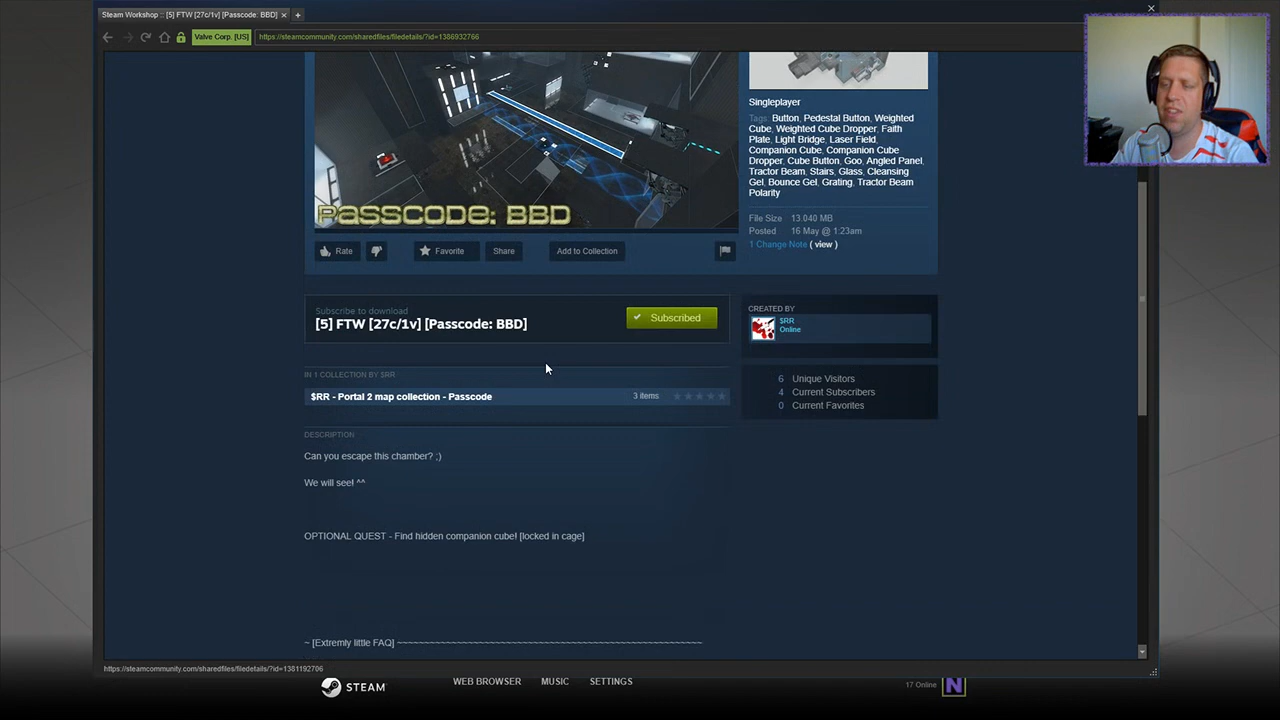 Steam Workshop :: [5] FTW [27c/1v] [Passcode: BBD]
Valve Corp. [US]
https://steamcommunity.com/sharedfiles/filedetails/?id=1386932766
Passcode: BBD
Singleplayer
Tags: Button, Pedestal Button, Weighted
Cube, Weighted Cube Dropper, Faith
Plate, Light Bridge, Laser Field,
Companion Cube, Companion Cube
Dropper, Cube Button, Goo, Angled Panel,
Tractor Beam, Stairs, Glass, Cleansing
Gel, Bounce Gel, Grating, Tractor Beam
Polarity
File Size 13.040 MB
Posted 16 May @ 1:23am
1 Change Note ( view )
Rate
Favorite
Share
Add to Collection
Subscribe to download
[5] FTW [27c/1v] [Passcode: BBD]
Subscribed
CREATED BY
$RR
Online
IN 1 COLLECTION BY $RR
$RR - Portal 2 map collection - Passcode
3 items
6 Unique Visitors
4 Current Subscribers
0 Current Favorites
DESCRIPTION
Can you escape this chamber? ;)
We will see! ^^
OPTIONAL QUEST - Find hidden companion cube! [locked in cage]
~ [Extremly little FAQ] ~~~~~~~~~~~~~~~~~~~~~~~~~~~~~~~~~~~~~~~~~~~
https://steamcommunity.com/sharedfiles/filedetails/?id=1381192706
STEAM
WEB BROWSER
MUSIC
SETTINGS
17 Online
N